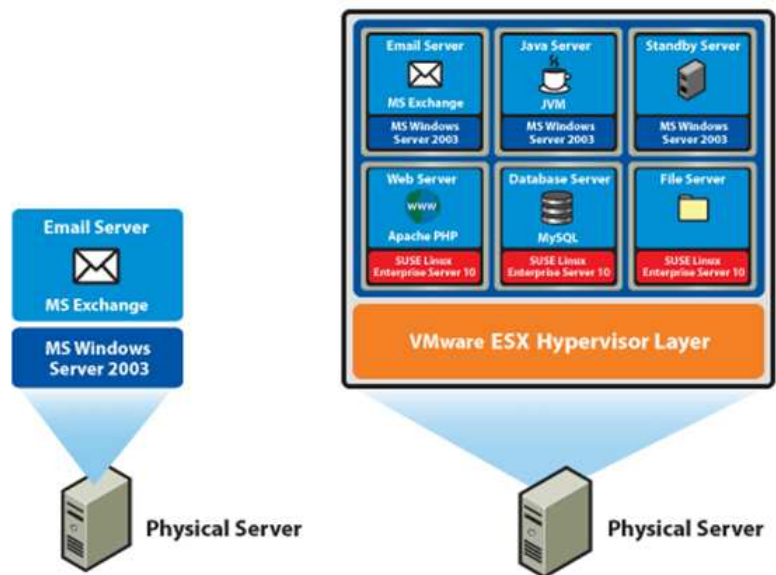 Email Server
MS Exchange
MS Windows
Server 2003
Physical Server
Email Server
MS Exchange
MS Windows
Server 2003
Java Server
JVM
MS Windows
Server 2003
Standby Server
MS Windows
Server 2003
Web Server
www
Apache PHP
SUSE Linux
Enterprise Server 10
Database Server
MySQL
SUSE Linux
Enterprise Server 10
File Server
SUSE Linux
Enterprise Server 10
VMware ESX Hypervisor Layer
Physical Server